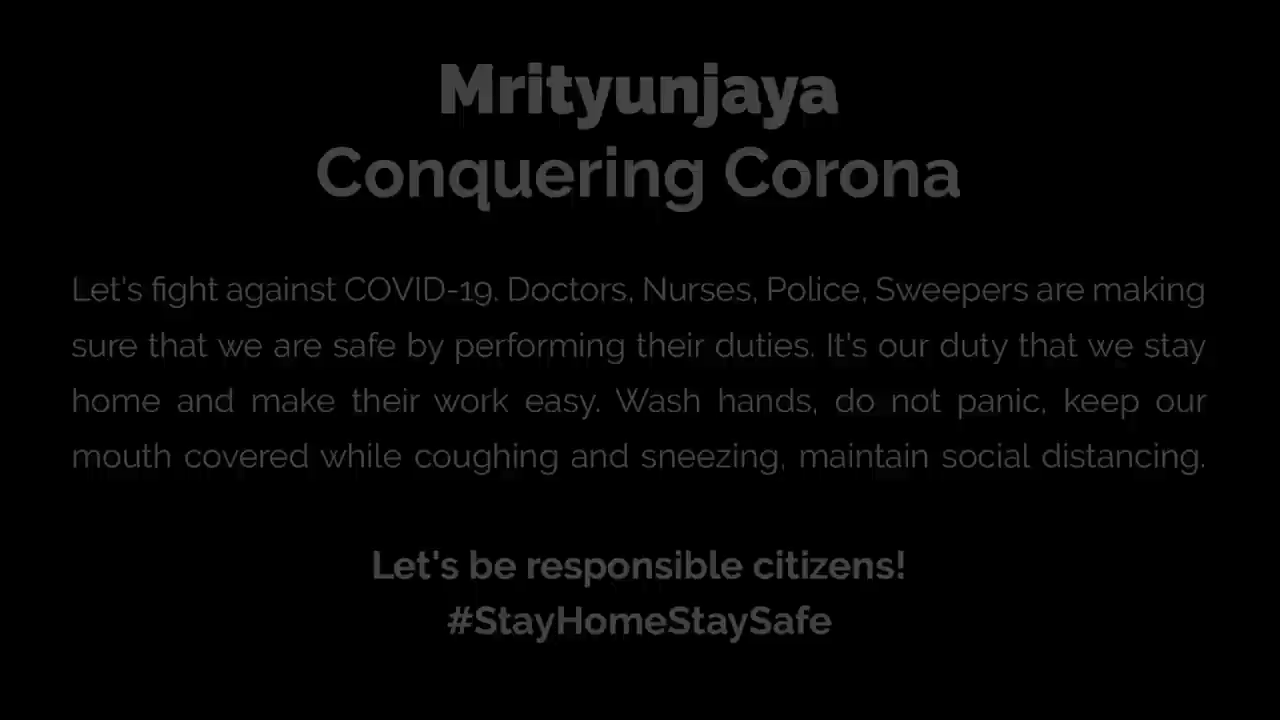 Mrityunjaya
Conquering Corona
Let's fight against COVID-19. Doctors, Nurses, Police, Sweepers are making
sure that we are safe by performing their duties. It's our duty that we stay
home and make their work easy. Wash hands, do not panic, keep our
mouth covered while coughing and sneezing, maintain social distancing.
Let's be responsible citizens!
#StayHomeStaySafe